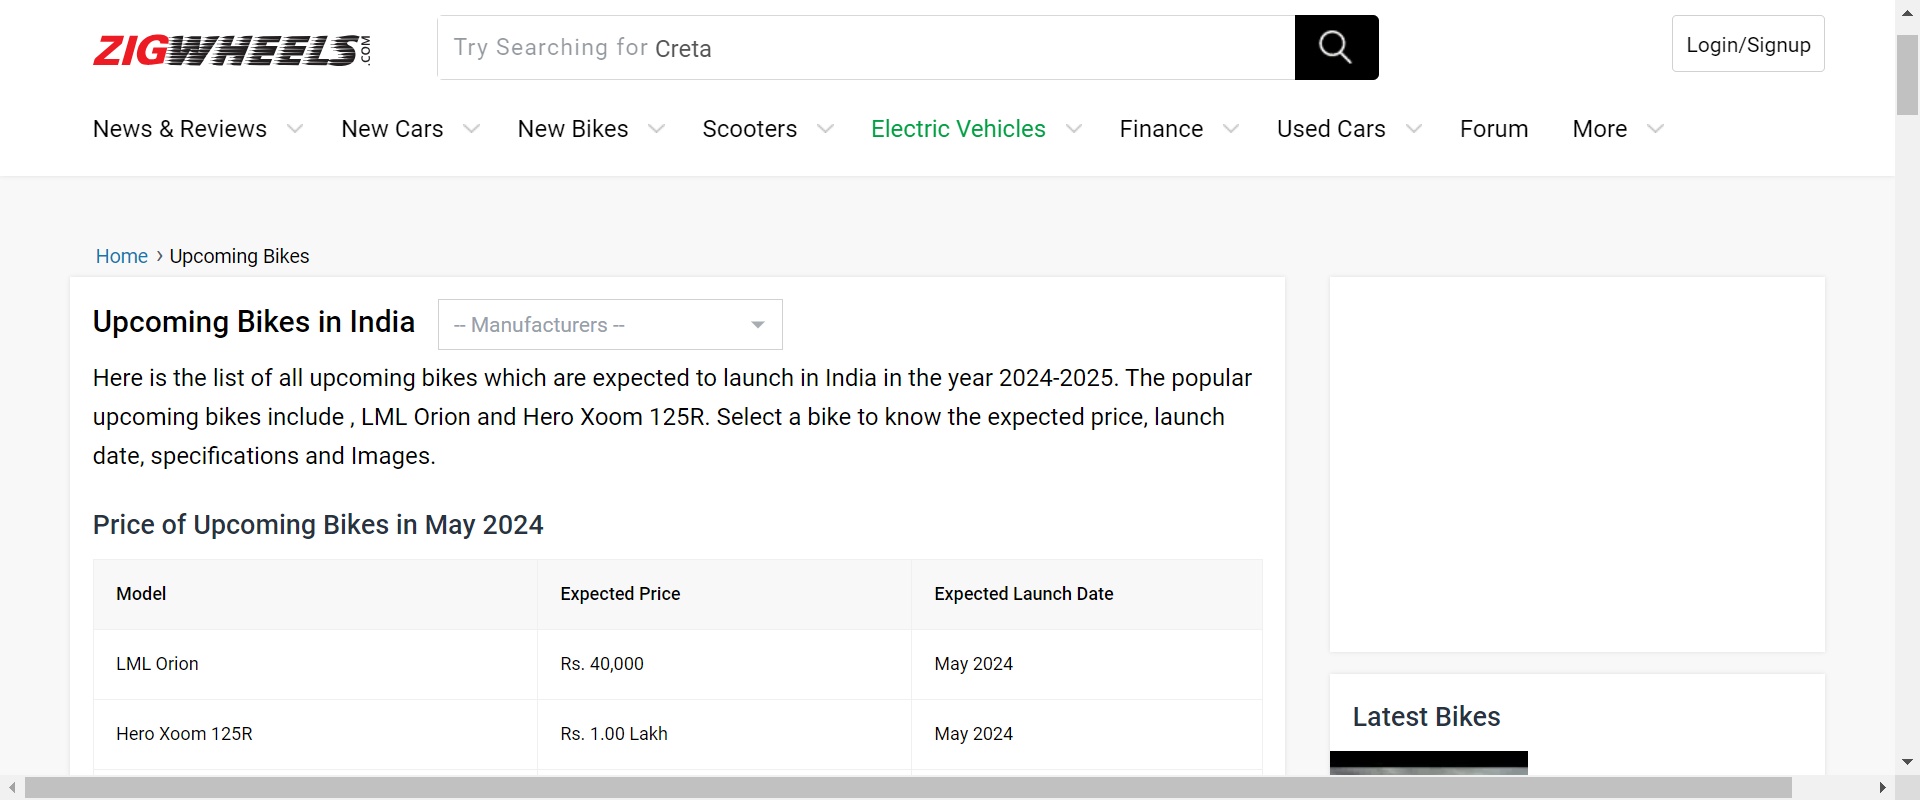 ZIGWHEELS.COM
Try Searching for Creta
Login/Signup
News & Reviews New Cars New Bikes Scooters Electric Vehicles Finance Used Cars Forum More
Home › Upcoming Bikes
Upcoming Bikes in India
-- Manufacturers --
Here is the list of all upcoming bikes which are expected to launch in India in the year 2024-2025. The popular
upcoming bikes include , LML Orion and Hero Xoom 125R. Select a bike to know the expected price, launch
date, specifications and Images.
Price of Upcoming Bikes in May 2024
Model Expected Price Expected Launch Date
LML Orion Rs. 40,000 May 2024
Hero Xoom 125R Rs. 1.00 Lakh May 2024
Latest Bikes